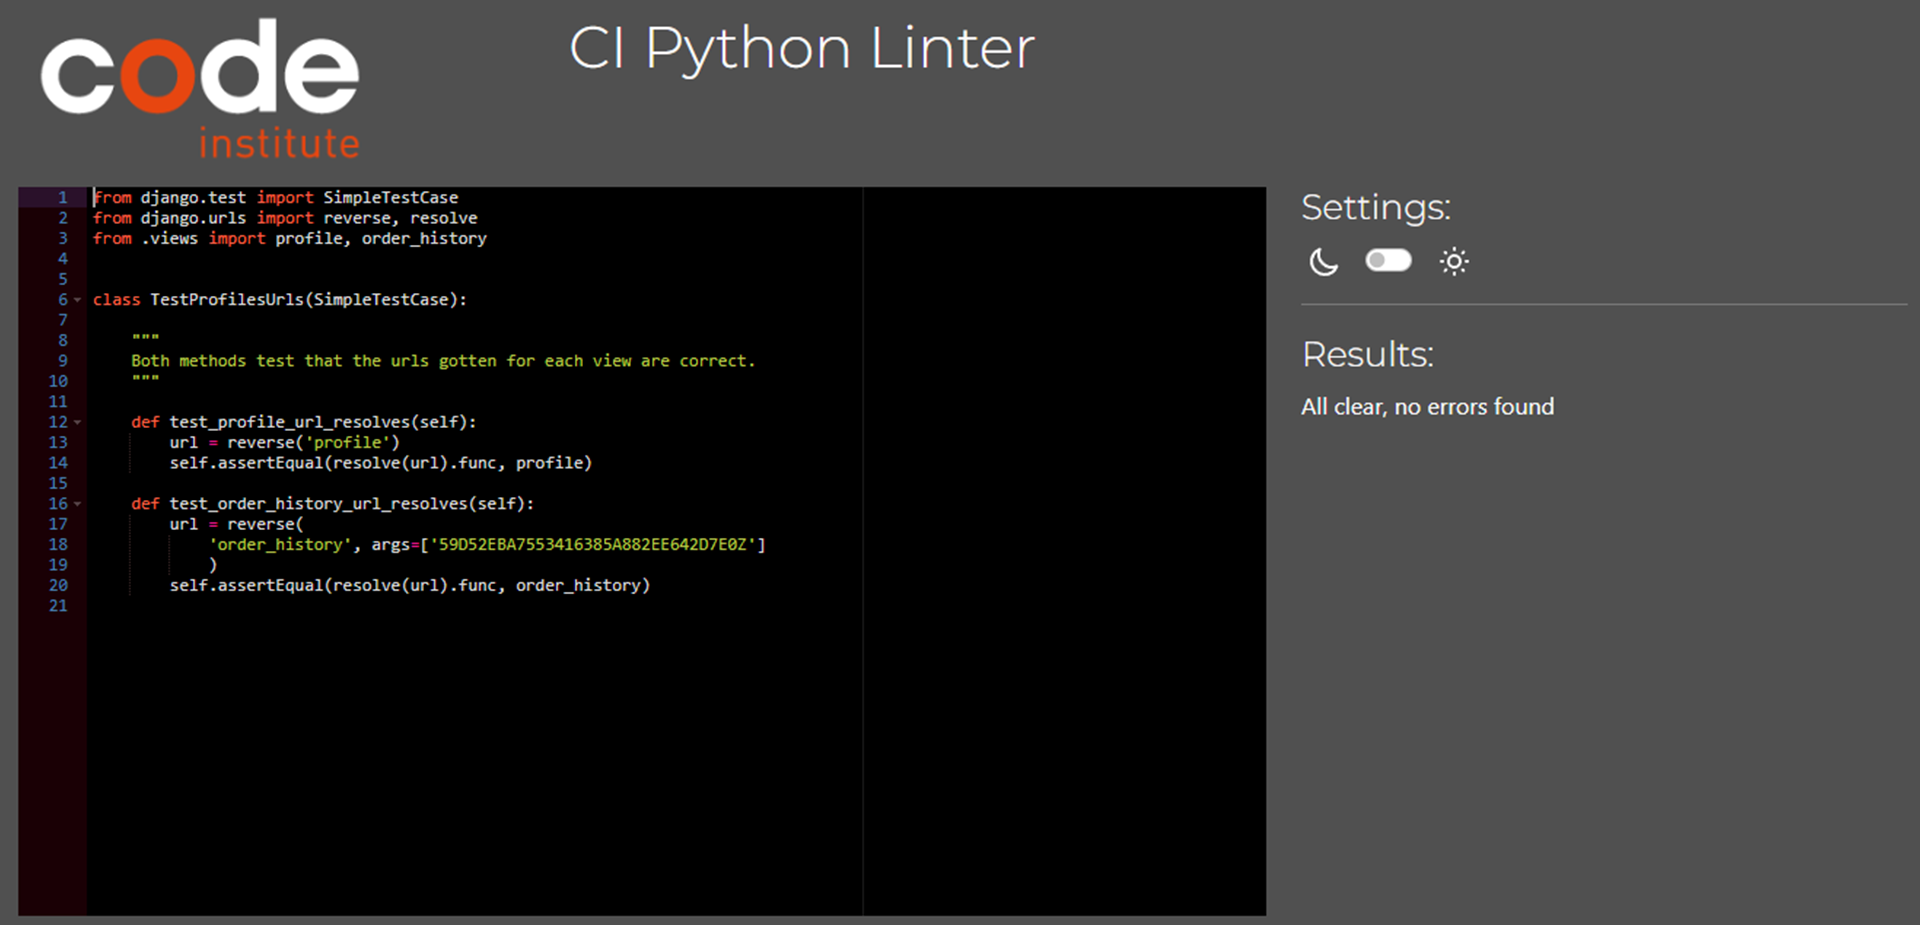 code
institute
CI Python Linter
1 from django.test import SimpleTestCase
2 from django.urls import reverse, resolve
3 from .views import profile, order_history
4
5
6 class TestProfilesUrls(SimpleTestCase):
7
8     """
9     Both methods test that the urls gotten for each view are correct.
10     """
11
12     def test_profile_url_resolves(self):
13         url = reverse('profile')
14         self.assertEqual(resolve(url).func, profile)
15
16     def test_order_history_url_resolves(self):
17         url = reverse(
18             'order_history', args=['59D52EBA7553416385A882EE642D7E0Z']
19             )
20         self.assertEqual(resolve(url).func, order_history)
21
Settings:
Results:
All clear, no errors found